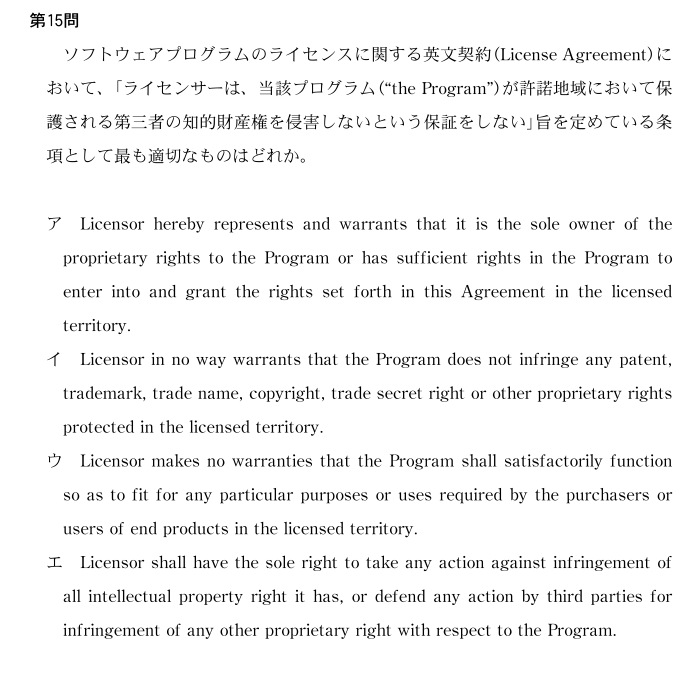 第15問
ソフトウェアプログラムのライセンスに関する英文契約(License Agreement)に
おいて、「ライセンサーは、当該プログラム(“the Program”)が許諾地域において保
護される第三者の知的財産権を侵害しないという保証をしない」旨を定めている条
項として最も適切なものはどれか。
ア Licensor hereby represents and warrants that it is the sole owner of the
proprietary rights to the Program or has sufficient rights in the Program to
enter into and grant the rights set forth in this Agreement in the licensed
territory.
イ Licensor in no way warrants that the Program does not infringe any patent,
trademark, trade name, copyright, trade secret right or other proprietary rights
protected in the licensed territory.
ウ Licensor makes no warranties that the Program shall satisfactorily function
so as to fit for any particular purposes or uses required by the purchasers or
users of end products in the licensed territory.
エ Licensor shall have the sole right to take any action against infringement of
all intellectual property right it has, or defend any action by third parties for
infringement of any other proprietary right with respect to the Program.